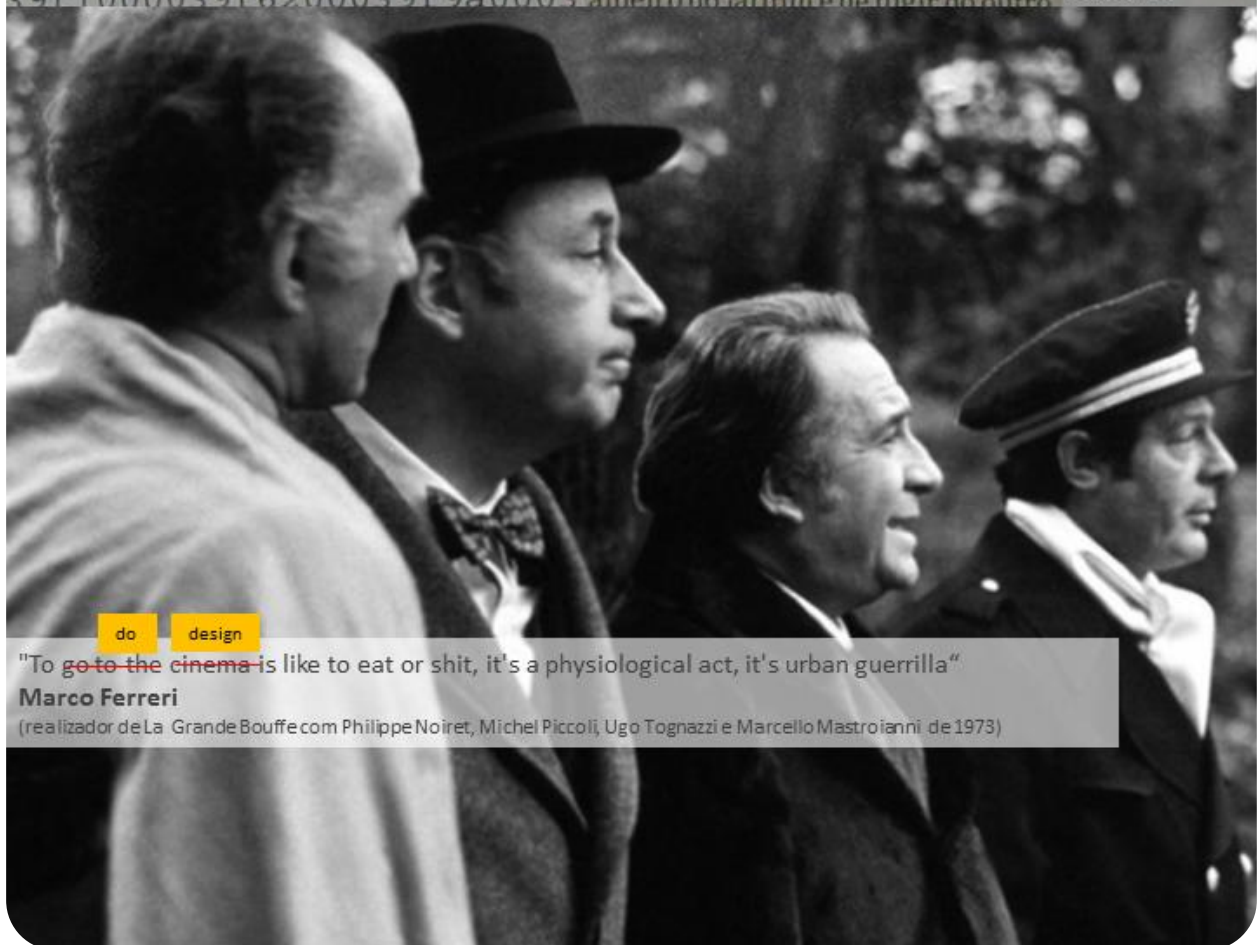 do design
"To go to the cinema is like to eat or shit, it's a physiological act, it's urban guerrilla“
Marco Ferreri
(realizador de La Grande Bouffe com Philippe Noiret, Michel Piccoli, Ugo Tognazzi e Marcello Mastroianni de 1973)